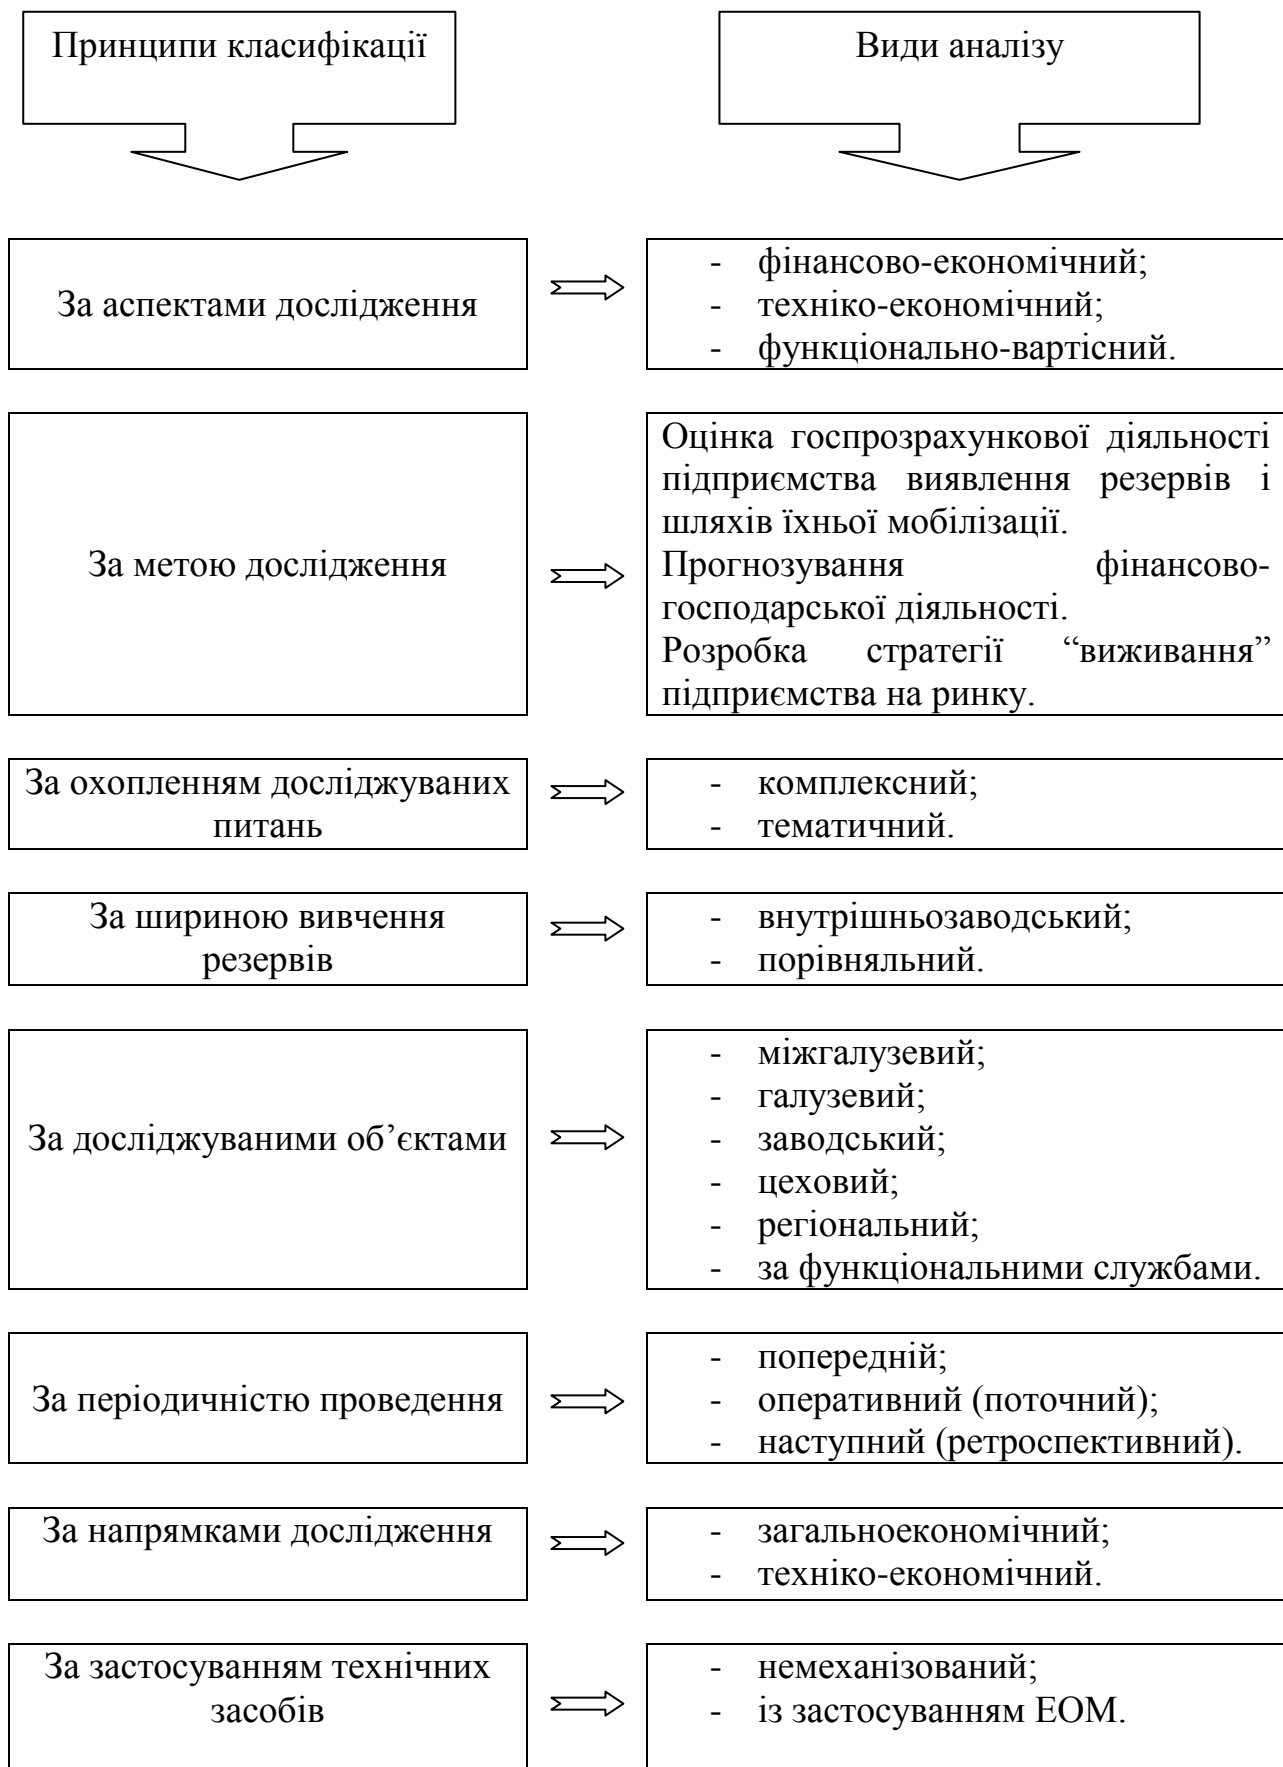 Принципи класифікації
Види аналізу
За аспектами дослідження
- фінансово-економічний;
- техніко-економічний;
- функціонально-вартісний.
За метою дослідження
Оцінка госпрозрахункової діяльності
підприємства виявлення резервів і
шляхів їхньої мобілізації.
Прогнозування фінансово-
господарської діяльності.
Розробка стратегії “виживання”
підприємства на ринку.
За охопленням досліджуваних
питань
- комплексний;
- тематичний.
За шириною вивчення
резервів
- внутрішньозаводський;
- порівняльний.
За досліджуваними об’єктами
- міжгалузевий;
- галузевий;
- заводський;
- цеховий;
- регіональний;
- за функціональними службами.
За періодичністю проведення
- попередній;
- оперативний (поточний);
- наступний (ретроспективний).
За напрямками дослідження
- загальноекономічний;
- техніко-економічний.
За застосуванням технічних
засобів
- немеханізований;
- із застосуванням ЕОМ.